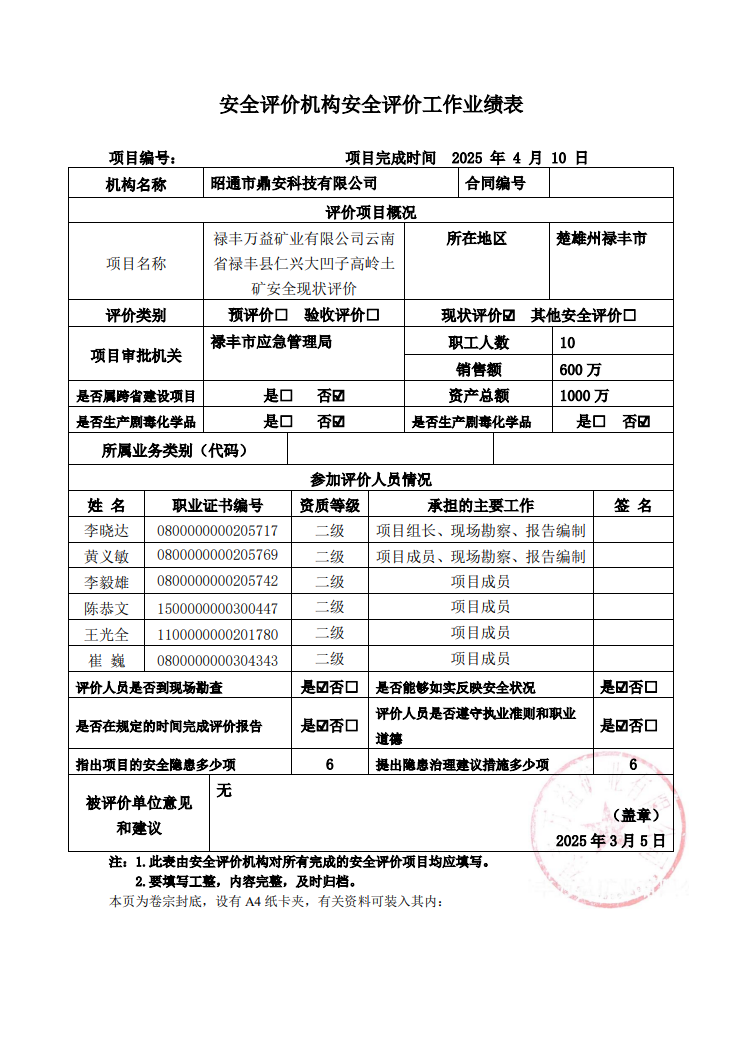 安全评价机构安全评价工作业绩表
项目编号： 项目完成时间 2025 年 4 月 10 日
机构名称 昭通市鼎安科技有限公司 合同编号
评价项目概况
项目名称 禄丰万益矿业有限公司云南
省禄丰县仁兴大凹子高岭土
矿安全现状评价 所在地区 楚雄州禄丰市
评价类别 预评价☐ 验收评价☐ 现状评价☑ 其他安全评价☐
项目审批机关 禄丰市应急管理局 职工人数 10
销售额 600 万
是否属跨省建设项目 是☐ 否☑ 资产总额 1000 万
是否生产剧毒化学品 是☐ 否☑ 是否生产剧毒化学品 是☐ 否☑
所属业务类别（代码）
参加评价人员情况
姓 名 职业证书编号 资质等级 承担的主要工作 签 名
李晓达 0800000000205717 二级 项目组长、现场勘察、报告编制
黄义敏 0800000000205769 二级 项目成员、现场勘察、报告编制
李毅雄 0800000000205742 二级 项目成员
陈恭文 1500000000300447 二级 项目成员
王光全 1100000000201780 二级 项目成员
崔 巍 0800000000304343 二级 项目成员
评价人员是否到现场勘查 是☑否☐ 是否能够如实反映安全状况 是☑否☐
是否在规定的时间完成评价报告 是☑否☐ 评价人员是否遵守执业准则和职业
道德 是☑否☐
指出项目的安全隐患多少项 6 提出隐患治理建议措施多少项 6
被评价单位意见
和建议 无
（盖章）
2025 年 3 月 5 日
注：1.此表由安全评价机构对所有完成的安全评价项目均应填写。
2.要填写工整，内容完整，及时归档。
本页为卷宗封底，设有 A4 纸卡夹，有关资料可装入其内：